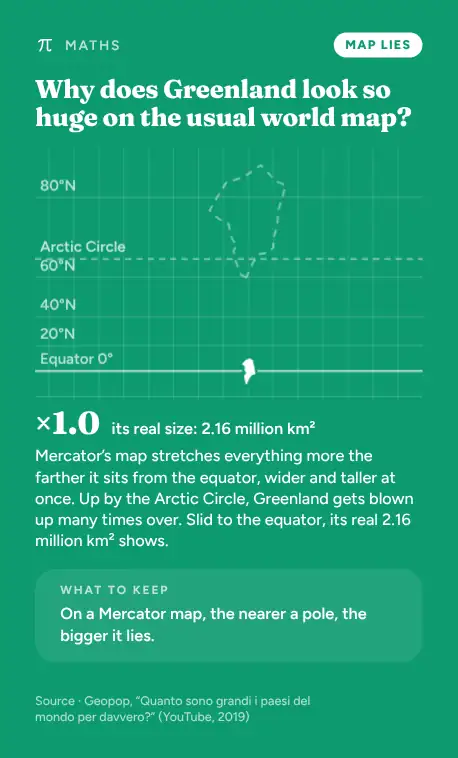 π MATHS
MAP LIES
Why does Greenland look so
huge on the usual world map?
80°N
Arctic Circle
60°N
40°N
20°N
Equator 0°
×1.0 its real size: 2.16 million km²
Mercator’s map stretches everything more the
farther it sits from the equator, wider and taller at
once. Up by the Arctic Circle, Greenland gets blown
up many times over. Slid to the equator, its real 2.16
million km² shows.
WHAT TO KEEP
On a Mercator map, the nearer a pole, the
bigger it lies.
Source · Geopop, “Quanto sono grandi i paesi del
mondo per davvero?” (YouTube, 2019)